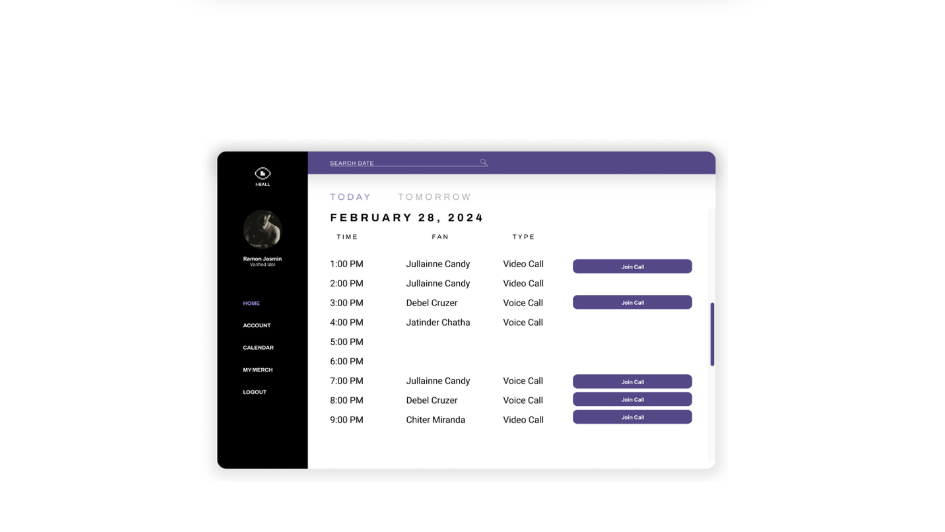 SEARCH DATE
I-BALL
TODAY TOMORROW
FEBRUARY 28, 2024
TIME FAN TYPE
Ramon Jasmin
Verified Idol
1:00 PM Jullainne Candy Video Call Join Call
2:00 PM Jullainne Candy Video Call
3:00 PM Debel Cruzer Voice Call Join Call
4:00 PM Jatinder Chatha Voice Call
5:00 PM
6:00 PM
7:00 PM Jullainne Candy Voice Call Join Call
8:00 PM Debel Cruzer Voice Call Join Call
9:00 PM Chiter Miranda Video Call Join Call
HOME
ACCOUNT
CALENDAR
MY MERCH
LOGOUT